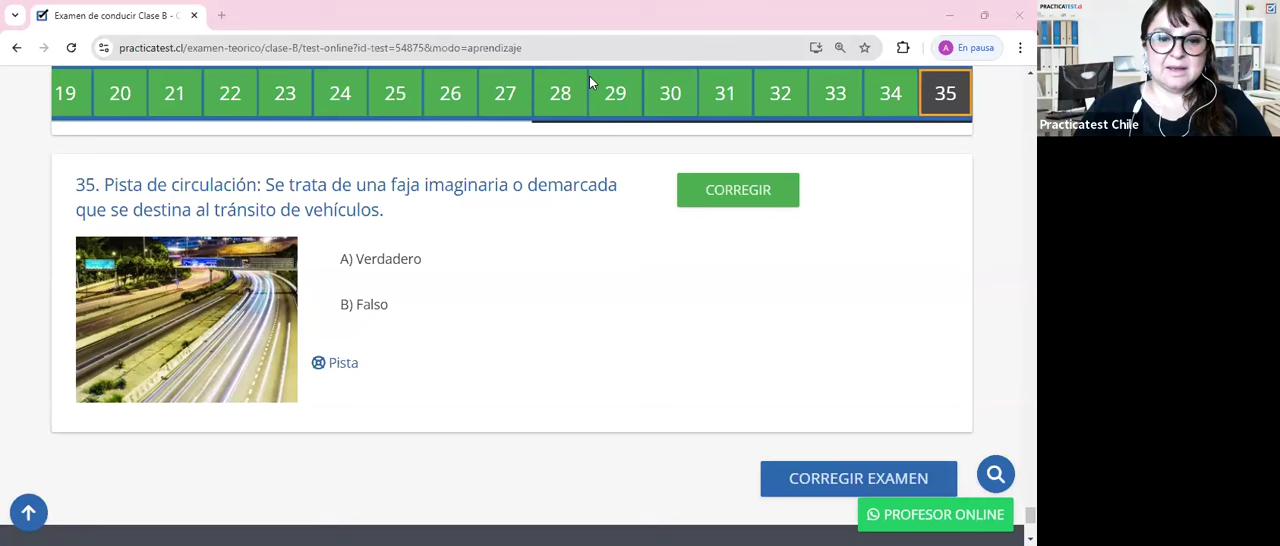 Examen de conducir Clase B - C
practicatest.cl/examen-teorico/clase-B/test-online?id-test=54875&modo=aprendizaje
A
En pausa
PRACTICATEST.cl
Practicatest Chile
19 20 21 22 23 24 25 26 27 28 29 30 31 32 33 34 35
35. Pista de circulación: Se trata de una faja imaginaria o demarcada
que se destina al tránsito de vehículos.
CORREGIR
A) Verdadero
B) Falso
Pista
CORREGIR EXAMEN
PROFESOR ONLINE